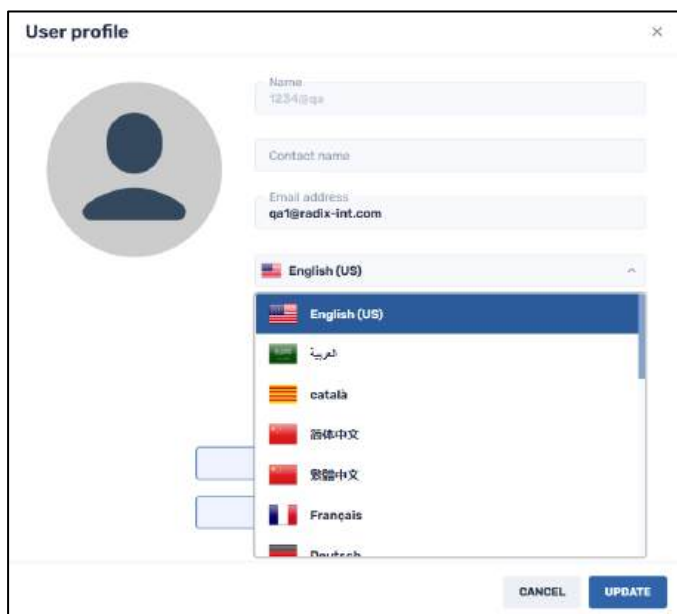 User profile
×
Name
1234@qa
Contact name
Email address
qa1@radix-int.com
English (US)
English (US)
العربية
català
简体中文
繁體中文
Français
Deutsch
CANCEL
UPDATE